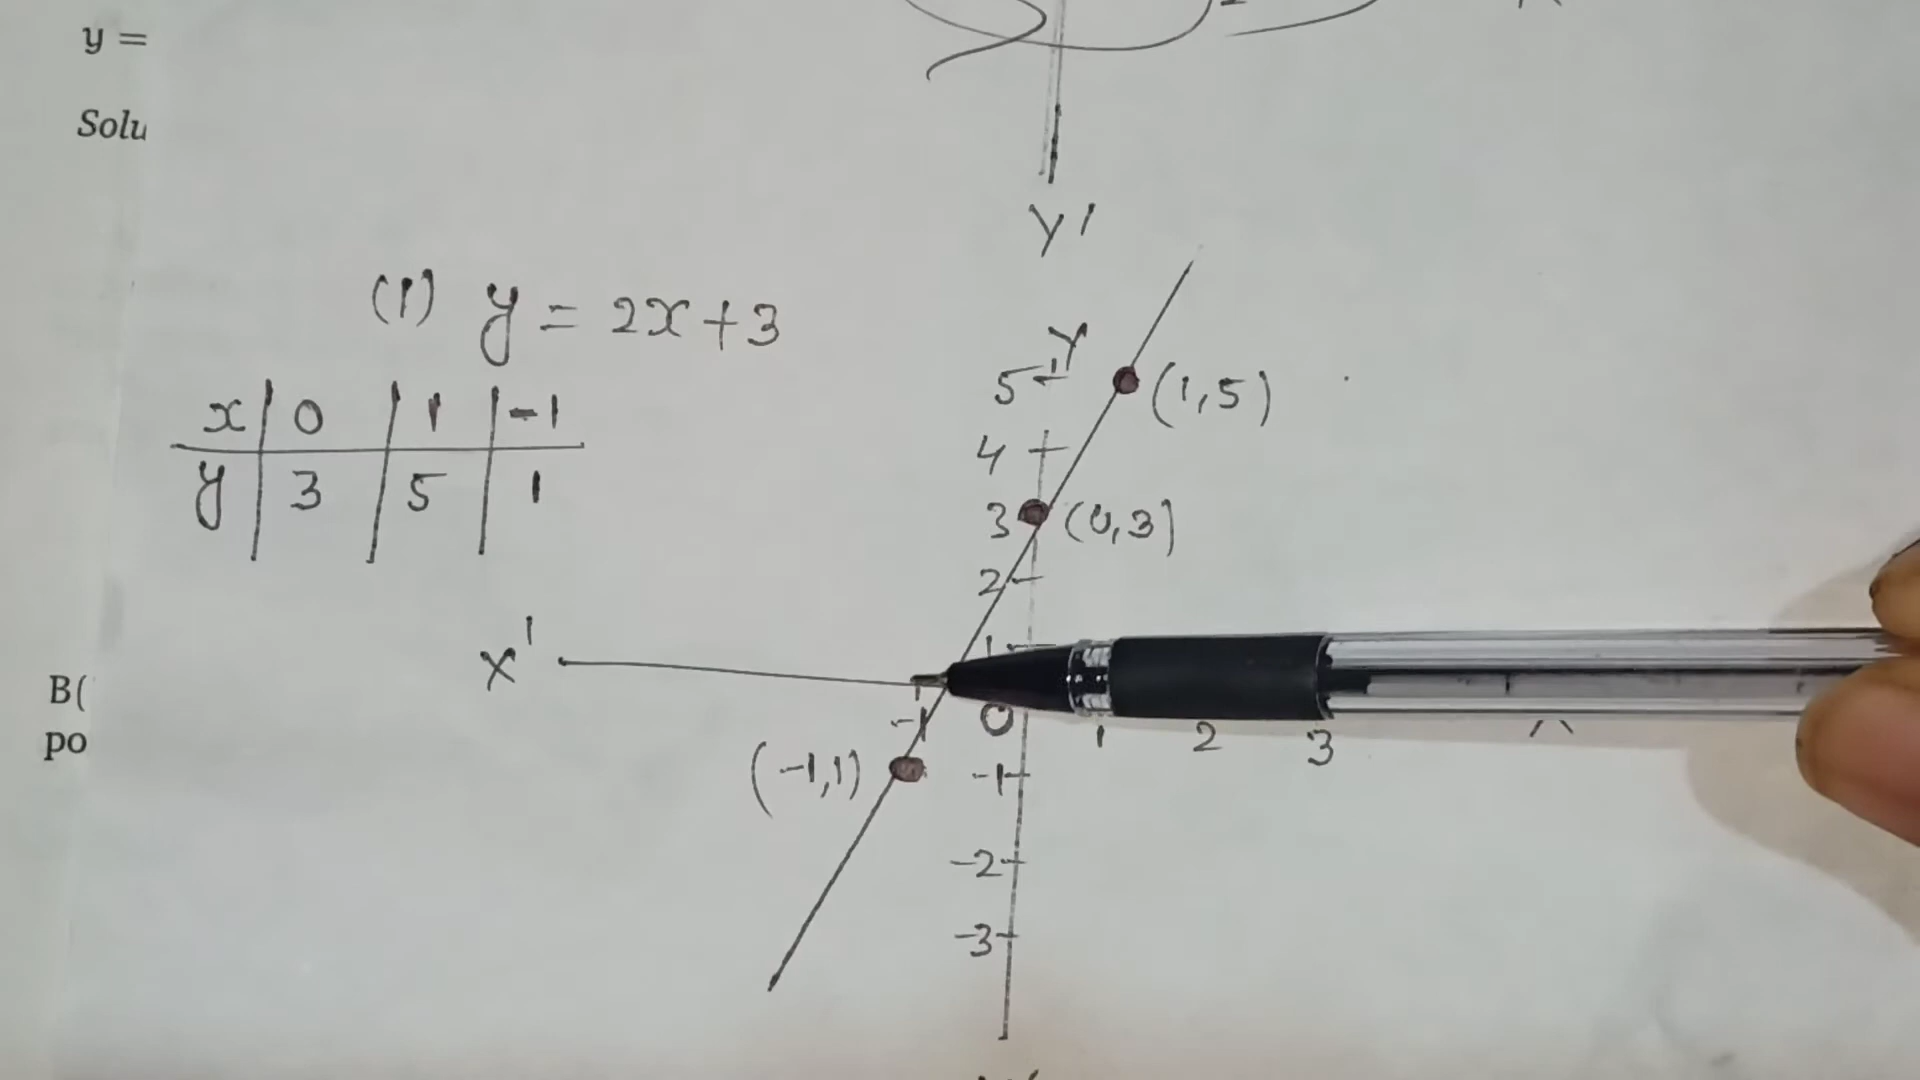 y =
Solu
Y'
(1) y = 2x+3
x 0 1 -1
y 3 5 1
Y
5 (1,5)
4
3 (0,3)
2
1
X'
-1 0 1 2 3
(-1,1) -1
-2
-3
B(
po